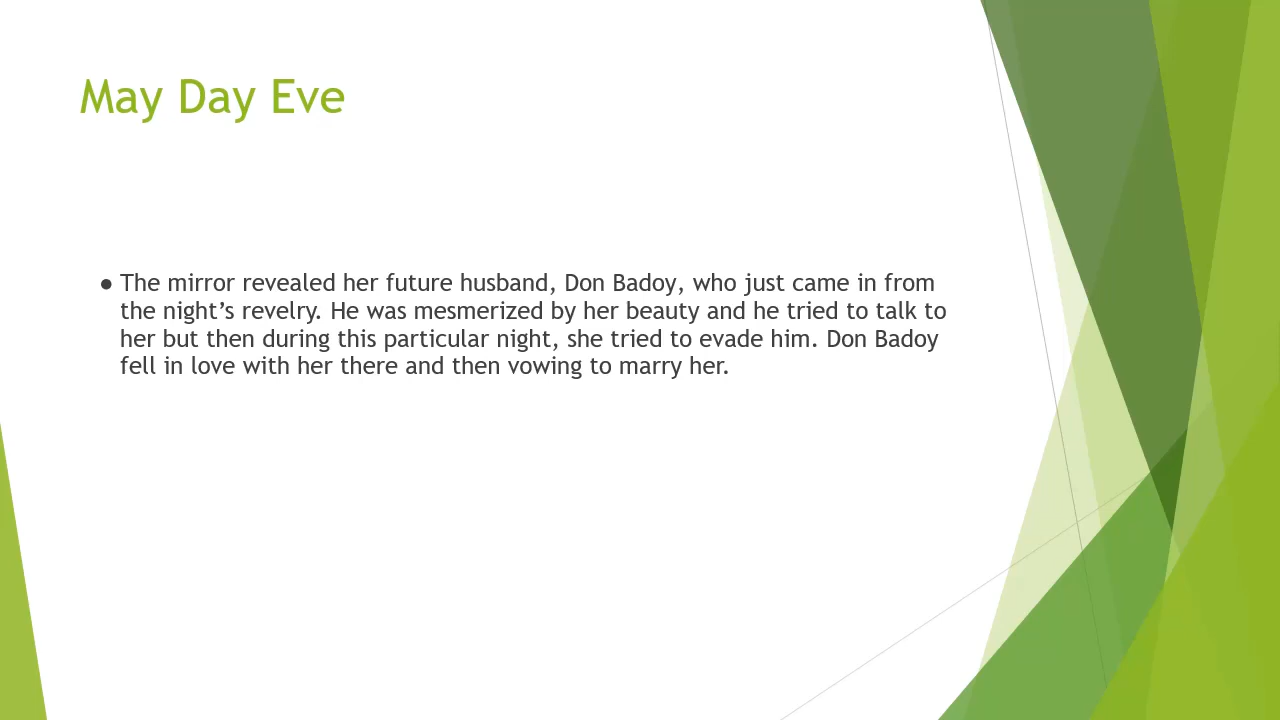 May Day Eve
● The mirror revealed her future husband, Don Badoy, who just came in from
the night’s revelry. He was mesmerized by her beauty and he tried to talk to
her but then during this particular night, she tried to evade him. Don Badoy
fell in love with her there and then vowing to marry her.